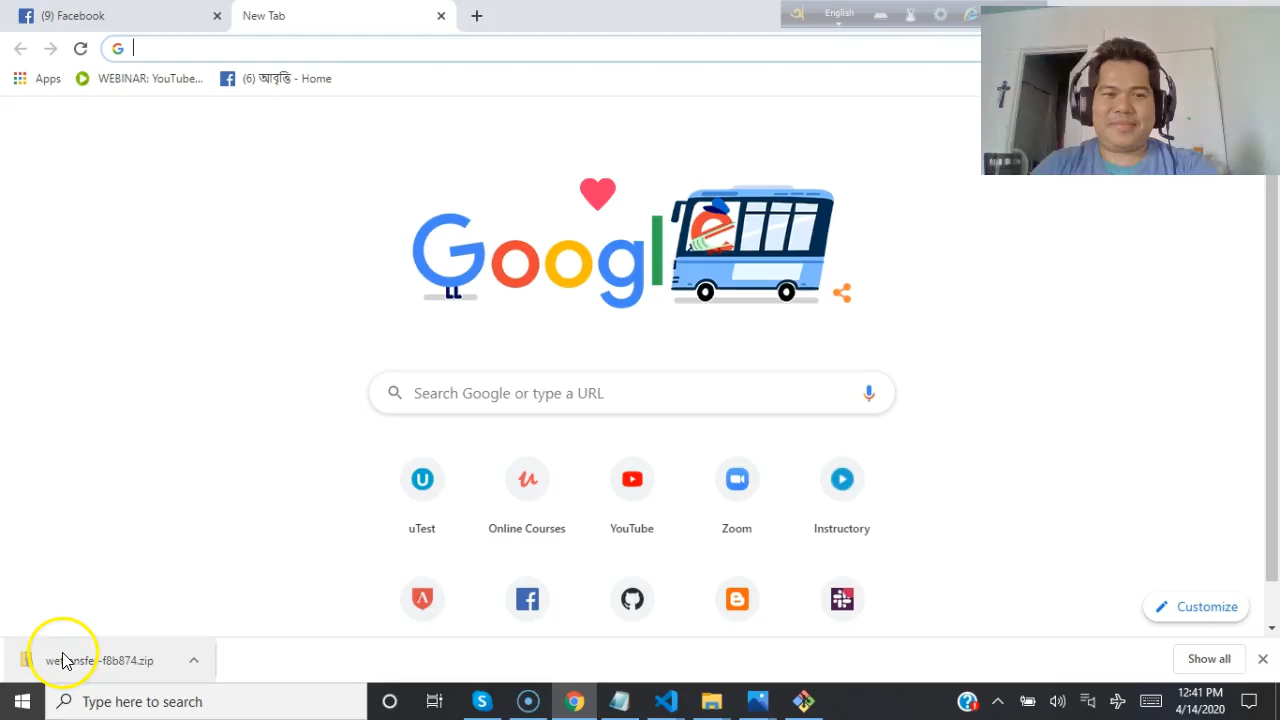 (9) Facebook
New Tab
অ
English
Apps
WEBINAR: YouTube...
(6) আবৃত্তি - Home
Google
Search Google or type a URL
uTest
Online Courses
YouTube
Zoom
Instructory
Customize
wetransfer-f8b874.zip
Show all
Type here to search
12:41 PM
4/14/2020